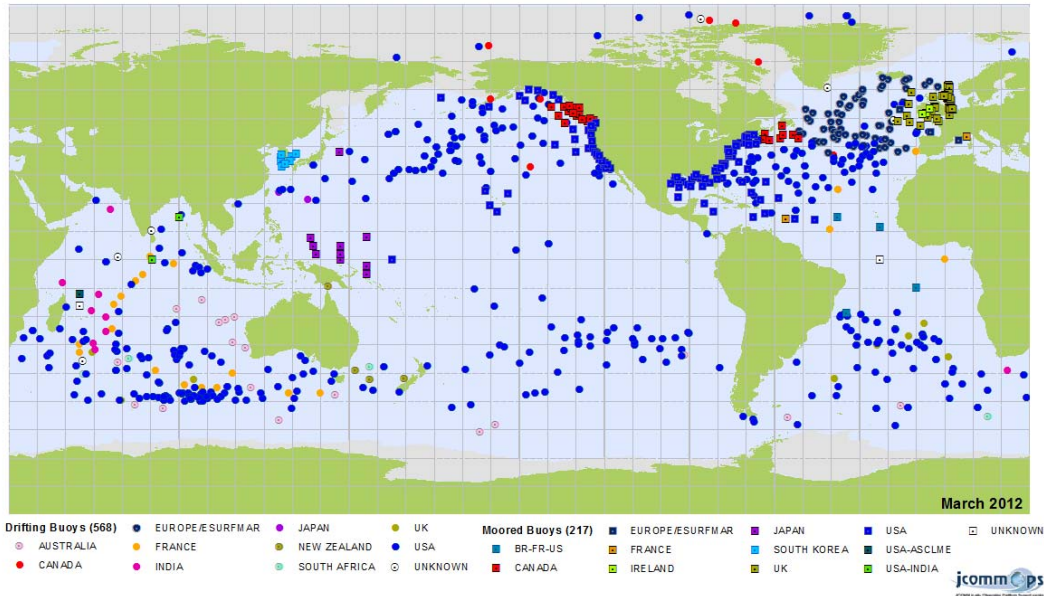 March 2012
Drifting Buoys (568)
EUROPE/ESURFMAR
JAPAN
UK
AUSTRALIA
FRANCE
NEW ZEALAND
USA
CANADA
INDIA
SOUTH AFRICA
UNKNOWN
Moored Buoys (217)
EUROPE/ESURFMAR
JAPAN
USA
UNKNOWN
BR-FR-US
FRANCE
SOUTH KOREA
USA-ASCLME
CANADA
IRELAND
UK
USA-INDIA
jcommOps